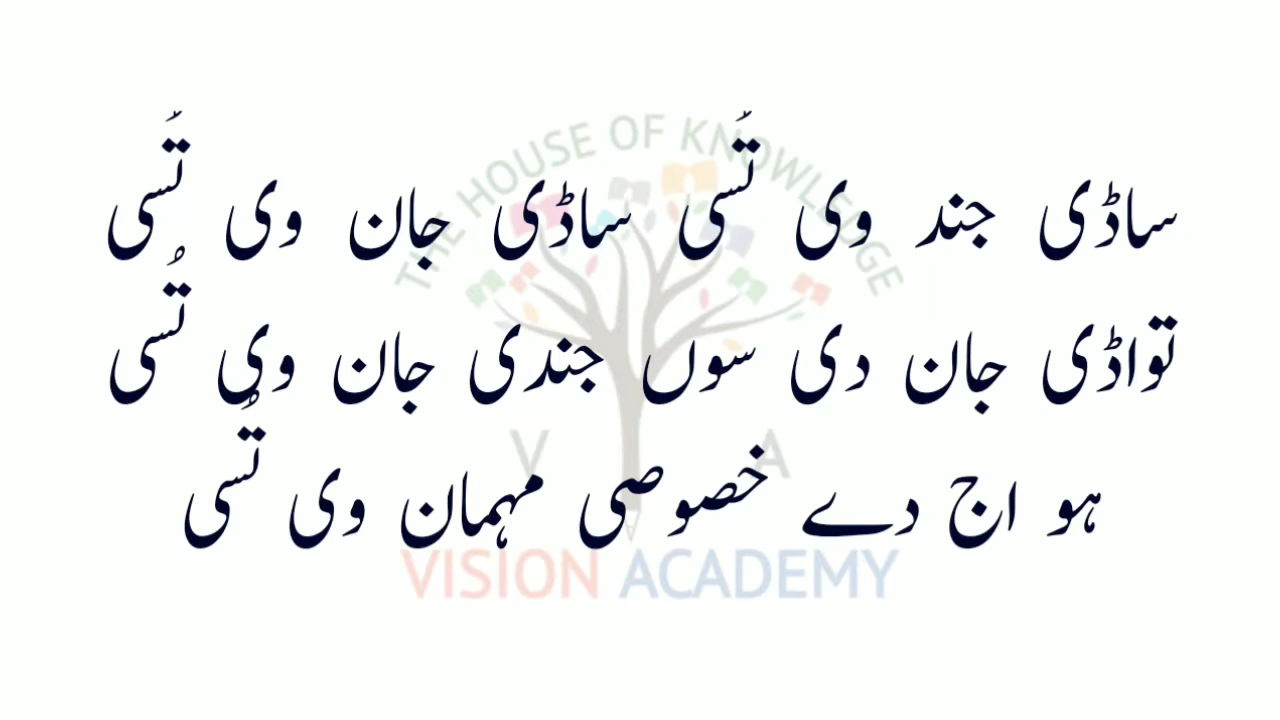 ساڈی جند وی تُسی ساڈی جان وی تُسی
تواڈی جان دی سوں جندی جان وی تُسی
ہو اج دے خصوصی مہمان وی تُسی
THE HOUSE OF KNOWLEDGE
V A
VISION ACADEMY